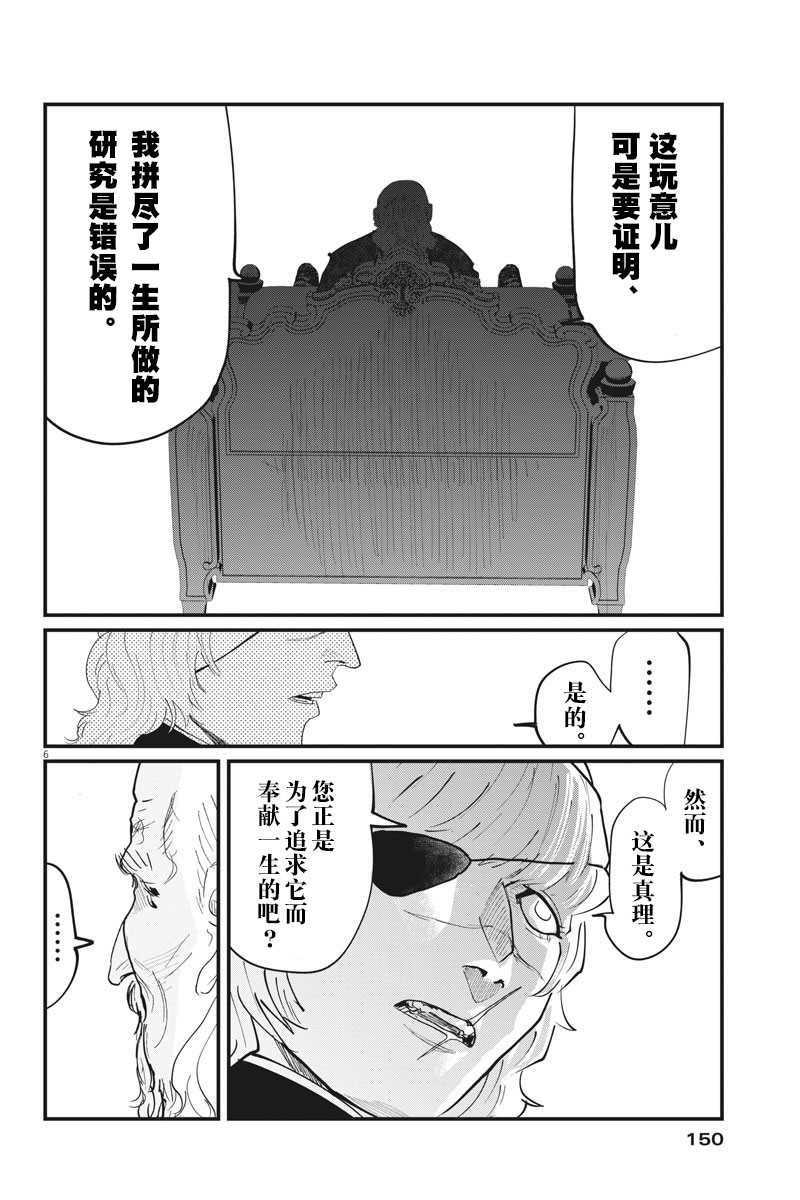 这玩意儿
可是要证明、
我拼尽了一生所做的
研究是错误的。
……
是的。
6
然而、
这是真理。
您正是
为了追求它而
奉献一生的吧？
……
150